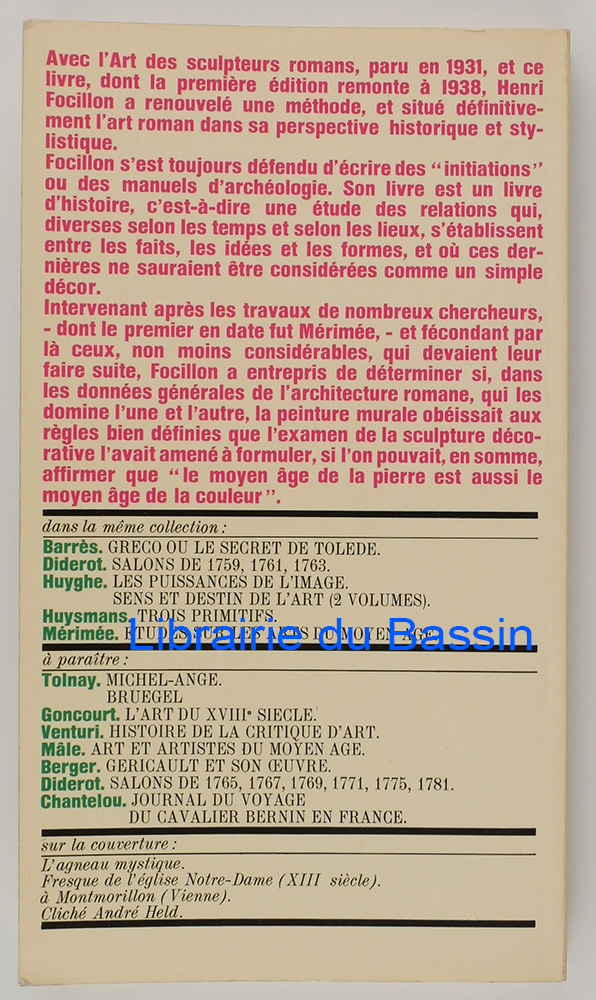 Avec l'Art des sculpteurs romans, paru en 1931, et ce
livre, dont la première édition remonte à 1938, Henri
Focillon a renouvelé une méthode, et situé définitive-
ment l'art roman dans sa perspective historique et sty-
listique.
Focillon s'est toujours défendu d'écrire des "initiations"
ou des manuels d'archéologie. Son livre est un livre
d'histoire, c'est-à-dire une étude des relations qui,
diverses selon les temps et selon les lieux, s'établissent
entre les faits, les idées et les formes, et où ces der-
nières ne sauraient être considérées comme un simple
décor.
Intervenant après les travaux de nombreux chercheurs,
- dont le premier en date fut Mérimée, - et fécondant par
là ceux, non moins considérables, qui devaient leur
faire suite, Focillon a entrepris de déterminer si, dans
les données générales de l'architecture romane, qui les
domine l'une et l'autre, la peinture murale obéissait aux
règles bien définies que l'examen de la sculpture déco-
rative l'avait amené à formuler, si l'on pouvait, en somme,
affirmer que "le moyen âge de la pierre est aussi le
moyen âge de la couleur".
dans la même collection :
Barrès. GRECO OU LE SECRET DE TOLEDE.
Diderot. SALONS DE 1759, 1761, 1763.
Huyghe. LES PUISSANCES DE L'IMAGE.
SENS ET DESTIN DE L'ART (2 VOLUMES).
Huysmans. TROIS PRIMITIFS.
Mérimée. ETUDES SUR LES ARTS DU MOYEN AGE.
Librairie du Bassin
à paraître :
Tolnay. MICHEL-ANGE.
BRUEGEL
Goncourt. L'ART DU XVIIIe SIECLE.
Venturi. HISTOIRE DE LA CRITIQUE D'ART.
Mâle. ART ET ARTISTES DU MOYEN AGE.
Berger. GERICAULT ET SON ŒUVRE.
Diderot. SALONS DE 1765, 1767, 1769, 1771, 1775, 1781.
Chantelou. JOURNAL DU VOYAGE
DU CAVALIER BERNIN EN FRANCE.
sur la couverture :
L'agneau mystique.
Fresque de l'église Notre-Dame (XIII siècle).
à Montmorillon (Vienne).
Cliché André Held.